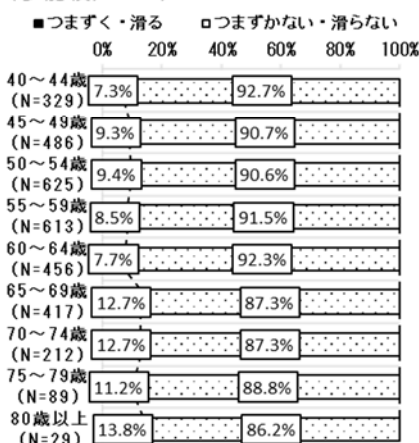 ■つまずく・滑る □つまずかない・滑らない
0% 20% 40% 60% 80% 100%
40～44歳
(N=329)
7.3% 92.7%
45～49歳
(N=486)
9.3% 90.7%
50～54歳
(N=625)
9.4% 90.6%
55～59歳
(N=613)
8.5% 91.5%
60～64歳
(N=456)
7.7% 92.3%
65～69歳
(N=417)
12.7% 87.3%
70～74歳
(N=212)
12.7% 87.3%
75～79歳
(N=89)
11.2% 88.8%
80歳以上
(N=29)
13.8% 86.2%